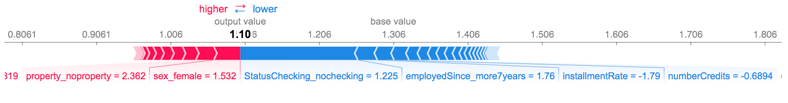 higher ⇄ lower
output value base value
0.8061 0.9061 1.006 1.10 1.206 1.306 1.406 1.506 1.606 1.706 1.806
319 property_noproperty = 2.362 sex_female = 1.532 StatusChecking_nochecking = 1.225 employedSince_more7years = 1.76 installmentRate = -1.79 numberCredits = -0.6894